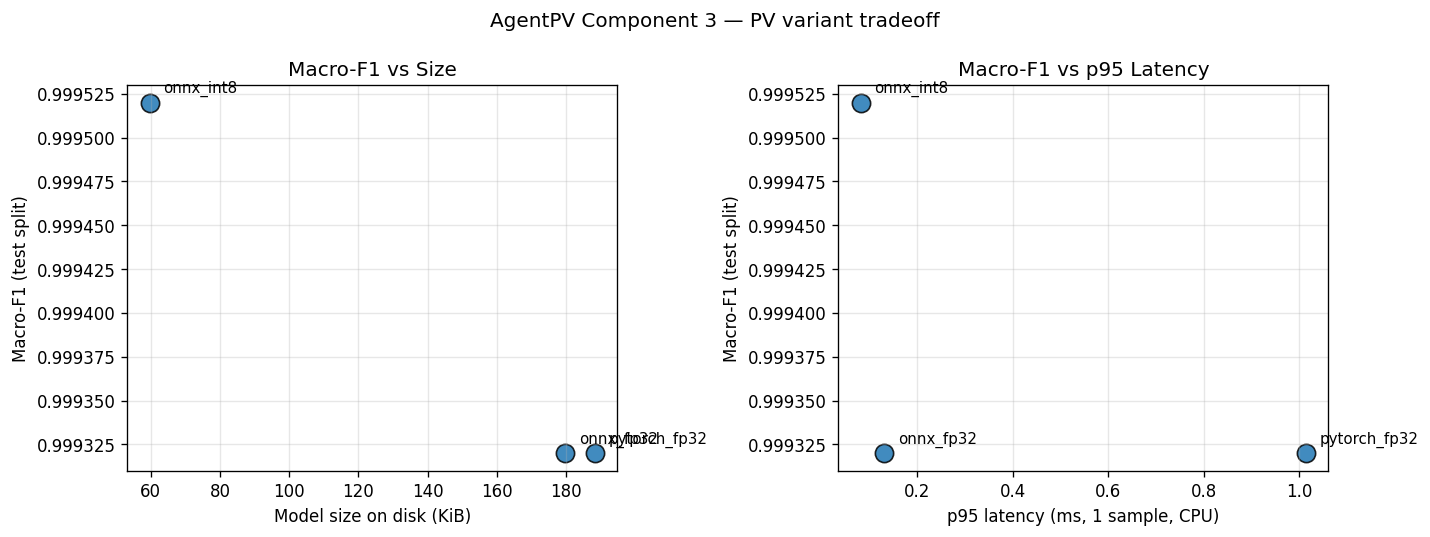 AgentPV Component 3 — PV variant tradeoff
Macro-F1 vs Size
0.999525
0.999500
0.999475
0.999450
0.999425
0.999400
0.999375
0.999350
0.999325
Macro-F1 (test split)
onnx_int8
onnx_fp32
pytorch_fp32
60 80 100 120 140 160 180
Model size on disk (KiB)
Macro-F1 vs p95 Latency
0.999525
0.999500
0.999475
0.999450
0.999425
0.999400
0.999375
0.999350
0.999325
Macro-F1 (test split)
onnx_int8
onnx_fp32
pytorch_fp32
0.2 0.4 0.6 0.8 1.0
p95 latency (ms, 1 sample, CPU)